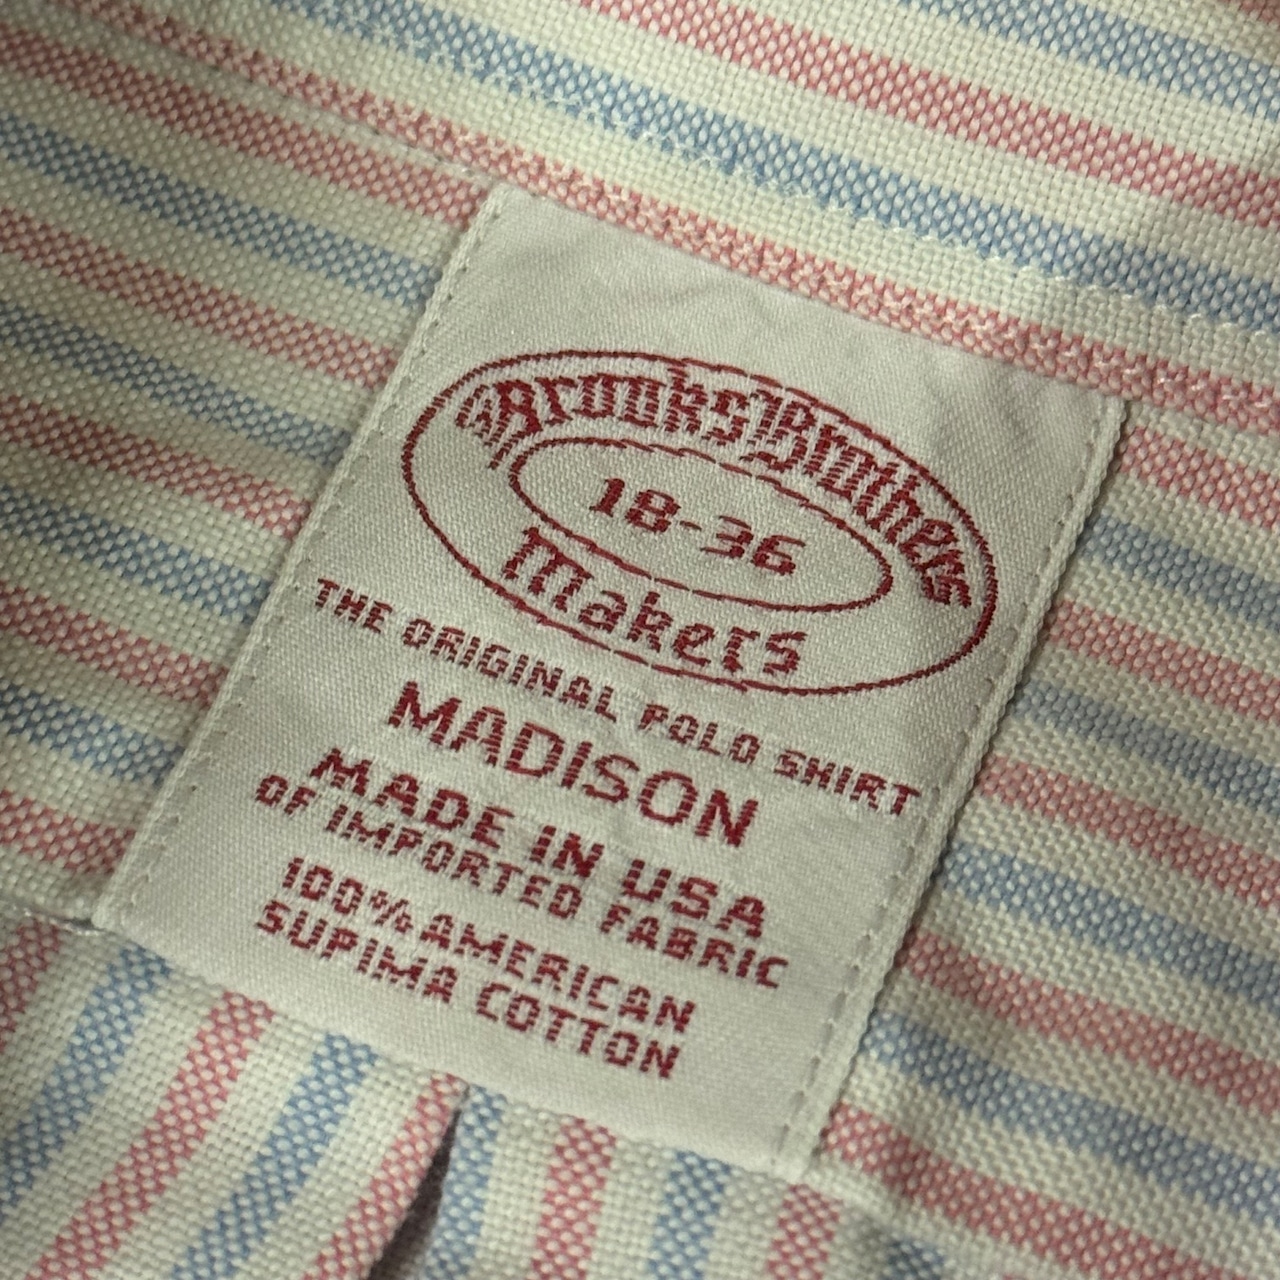 Brooks Brothers
18-36
Makers
THE ORIGINAL POLO SHIRT
MADISON
MADE IN USA
OF IMPORTED FABRIC
100% AMERICAN
SUPIMA COTTON